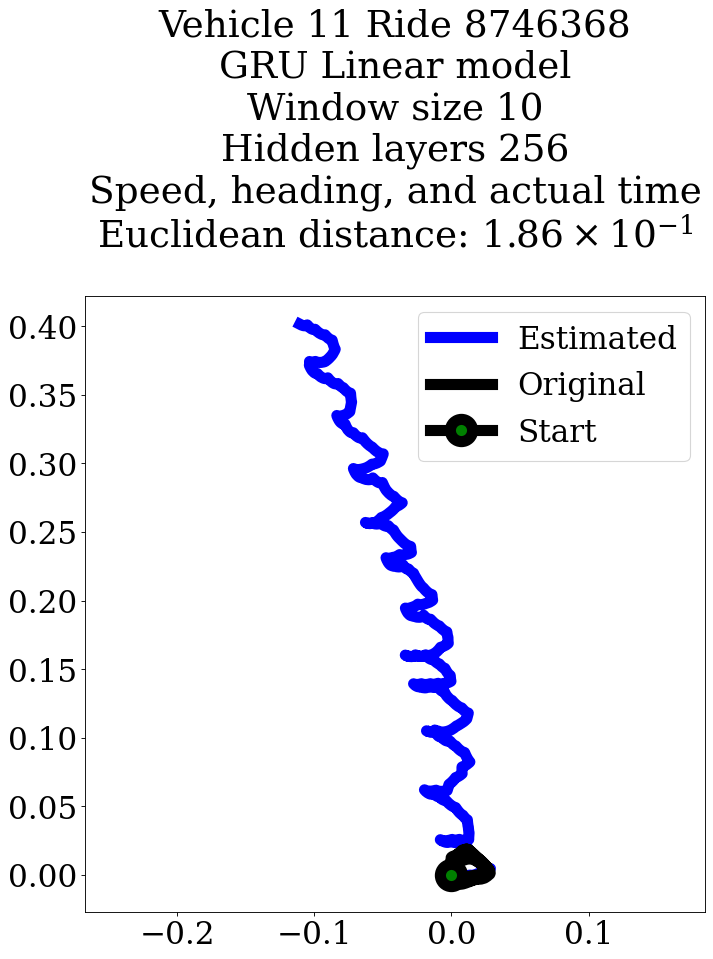 Vehicle 11 Ride 8746368
GRU Linear model
Window size 10
Hidden layers 256
Speed, heading, and actual time
Euclidean distance: 1.86 × 10⁻¹
Estimated
Original
Start
0.40
0.35
0.30
0.25
0.20
0.15
0.10
0.05
0.00
−0.2
−0.1
0.0
0.1